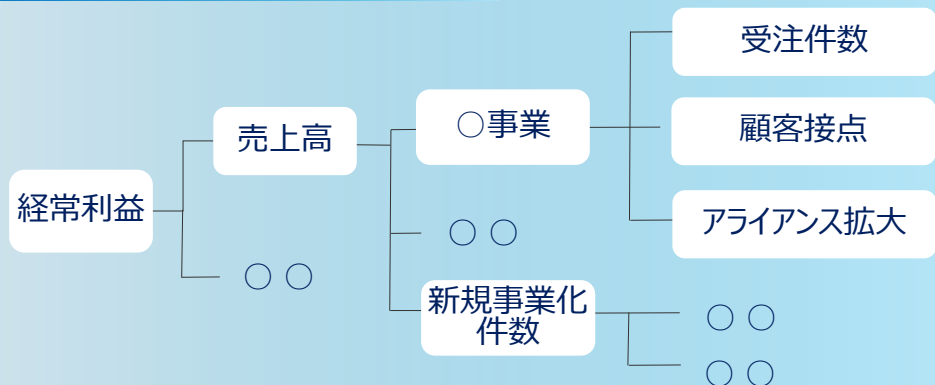 経常利益
売上高
○ ○
○事業
○ ○
新規事業化
件数
受注件数
顧客接点
アライアンス拡大
○ ○
○ ○